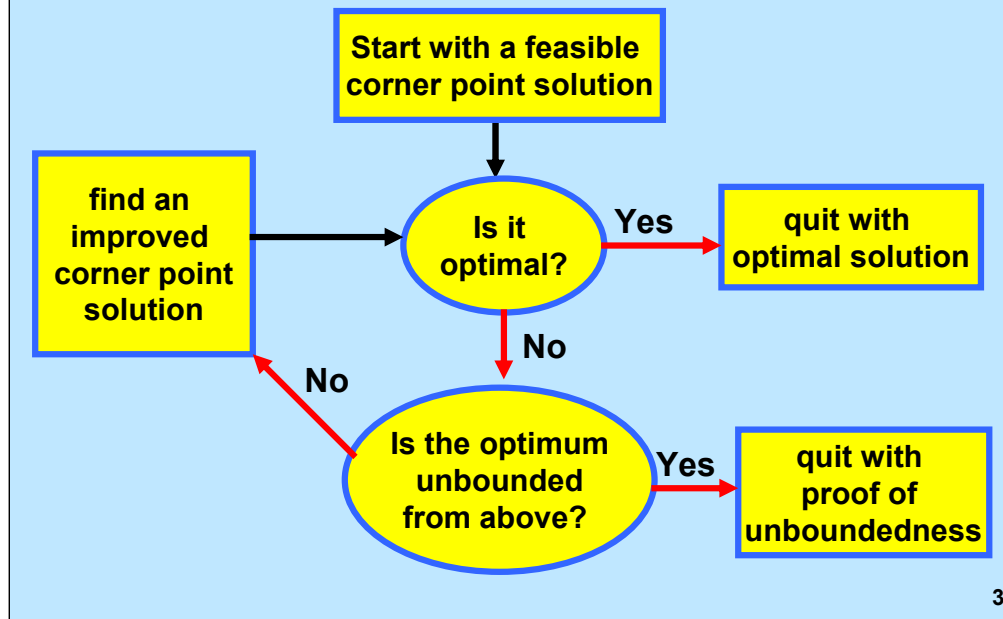 Start with a feasible
corner point solution
find an
improved
corner point
solution
Is it
optimal?
Yes
quit with
optimal solution
No
No
Is the optimum
unbounded
from above?
Yes
quit with
proof of
unboundedness
3